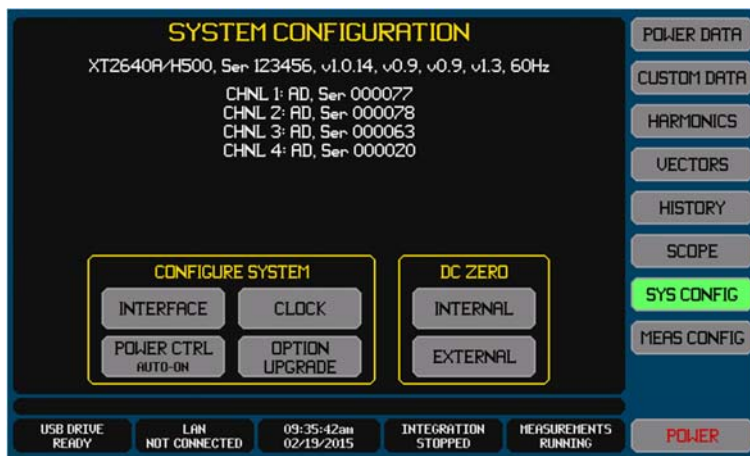 SYSTEM CONFIGURATION
XT2640A/H500, Ser 123456, v1.0.14, v0.9, v0.9, v1.3, 60Hz
CHNL 1: AD, Ser 000077
CHNL 2: AD, Ser 000078
CHNL 3: AD, Ser 000063
CHNL 4: AD, Ser 000020
CONFIGURE SYSTEM
INTERFACE
CLOCK
POWER CTRL
AUTO-ON
OPTION
UPGRADE
DC ZERO
INTERNAL
EXTERNAL
POWER DATA
CUSTOM DATA
HARMONICS
VECTORS
HISTORY
SCOPE
SYS CONFIG
MEAS CONFIG
USB DRIVE
READY
LAN
NOT CONNECTED
09:35:42am
02/19/2015
INTEGRATION
STOPPED
MEASUREMENTS
RUNNING
POWER